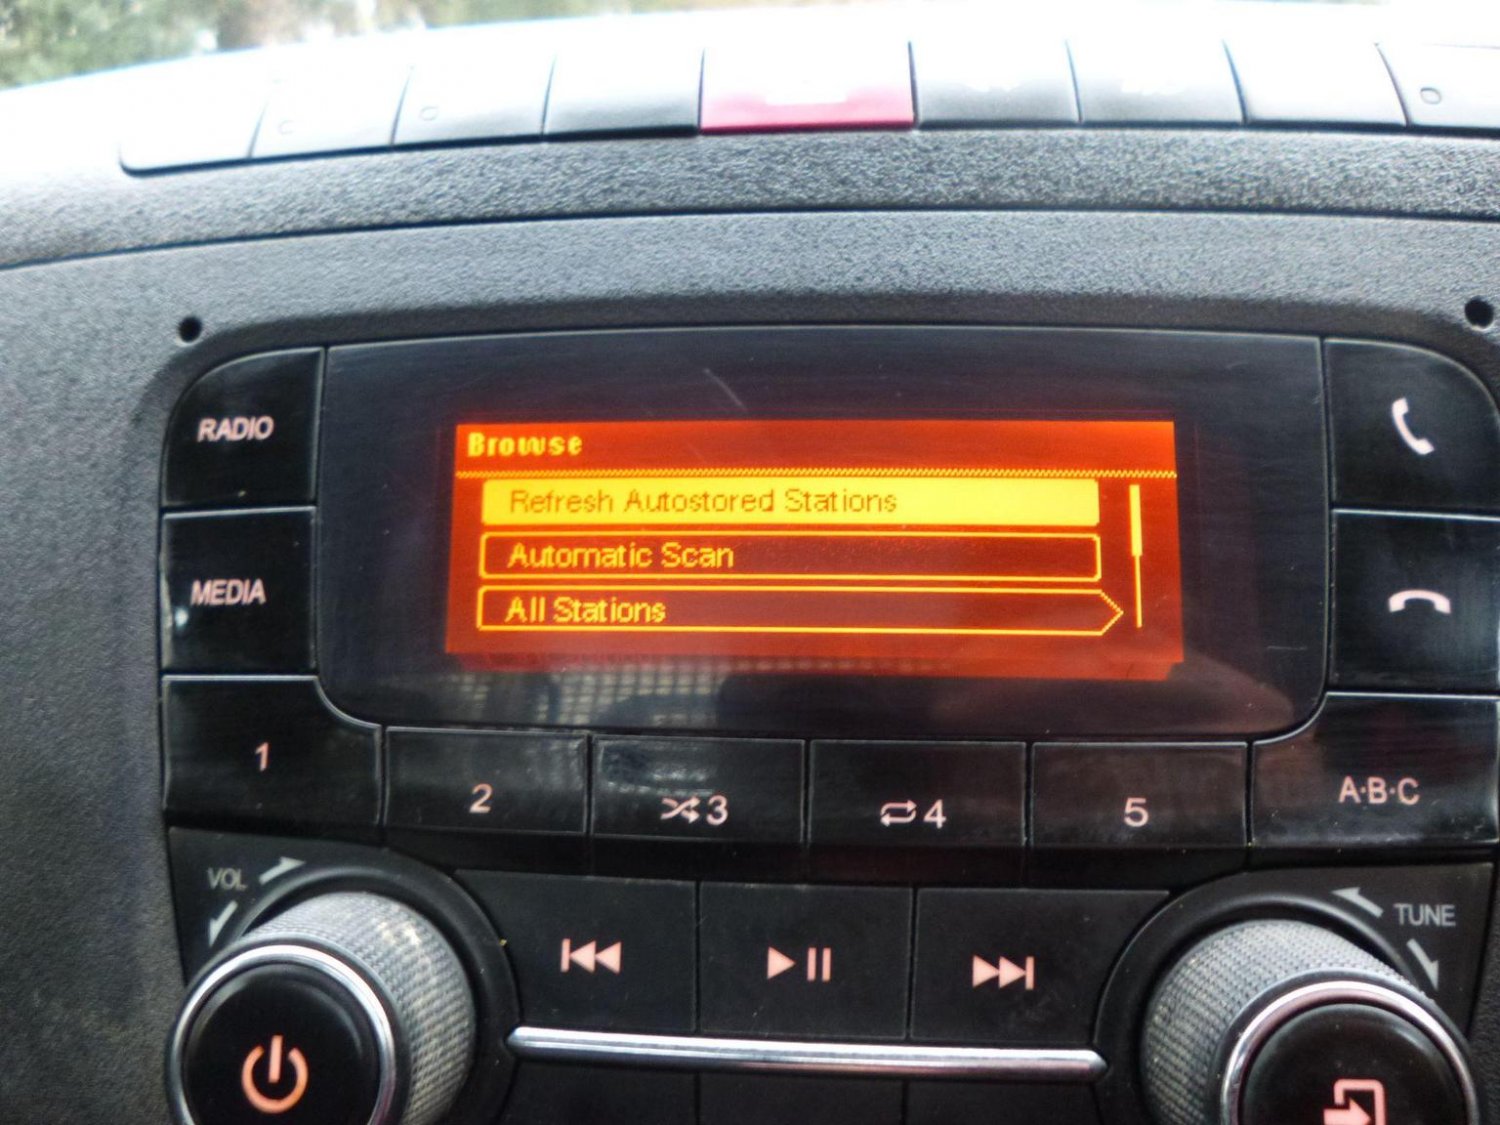 Browse
RADIO
Refresh Autostored Stations
Automatic Scan
MEDIA
All Stations
1
2
3
4
5
A·B·C
VOL
TUNE